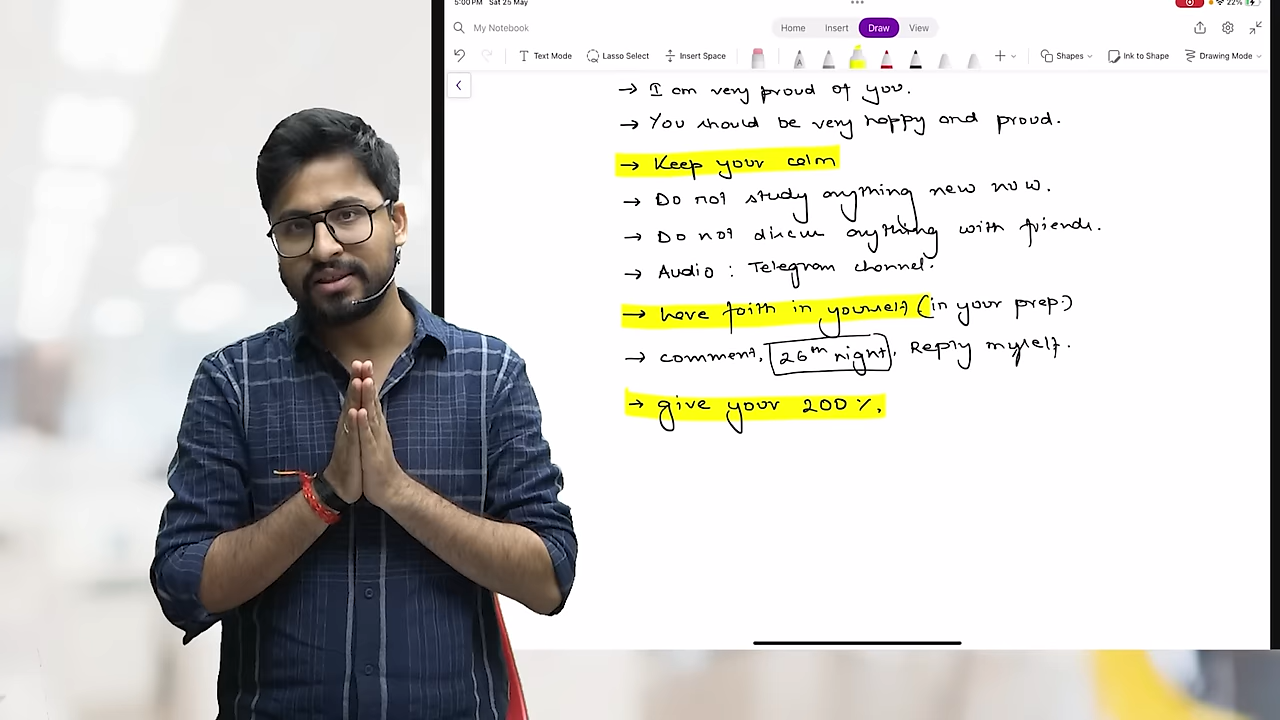 5:00 PM Sat 25 May
22%
My Notebook
Home Insert Draw View
Text Mode Lasso Select Insert Space Shapes Ink to Shape Drawing Mode
→ I am very proud of you.
→ You should be very happy and proud.
→ Keep your calm
→ Do not study anything new now.
→ Do not discuss anything with friends.
→ Audio : Telegram channel.
→ have faith in yourself (in your prep.)
→ comment, 26th night, Reply myself.
→ give your 200%.